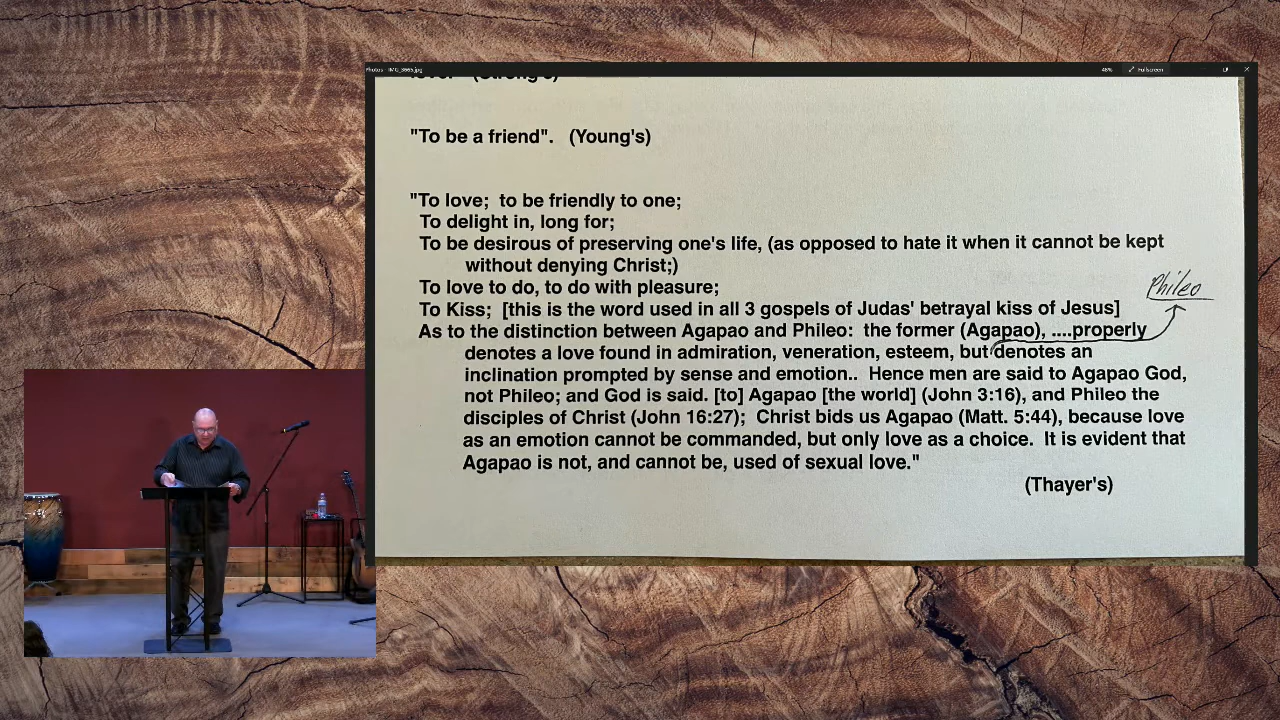 Photos - IMG_3665.jpg
48%
Fullscreen
lover" (Strong's)
"To be a friend". (Young's)
"To love; to be friendly to one;
To delight in, long for;
To be desirous of preserving one's life, (as opposed to hate it when it cannot be kept
without denying Christ;)
To love to do, to do with pleasure;
Phileo
To Kiss; [this is the word used in all 3 gospels of Judas' betrayal kiss of Jesus]
As to the distinction between Agapao and Phileo: the former (Agapao), ....properly
denotes a love found in admiration, veneration, esteem, but denotes an
inclination prompted by sense and emotion.. Hence men are said to Agapao God,
not Phileo; and God is said. [to] Agapao [the world] (John 3:16), and Phileo the
disciples of Christ (John 16:27); Christ bids us Agapao (Matt. 5:44), because love
as an emotion cannot be commanded, but only love as a choice. It is evident that
Agapao is not, and cannot be, used of sexual love."
(Thayer's)